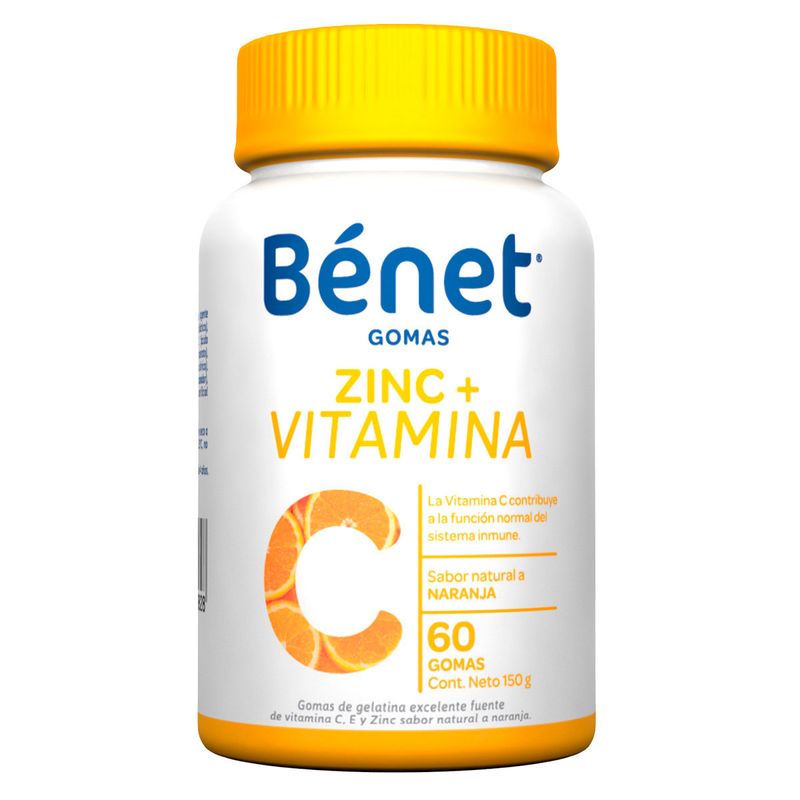 Bénet®
GOMAS
ZINC +
VITAMINA
C
La Vitamina C contribuye
a la función normal del
sistema inmune.
Sabor natural a
NARANJA
60
GOMAS
Cont. Neto 150 g
Gomas de gelatina excelente fuente
de vitamina C, E y Zinc sabor natural a naranja.